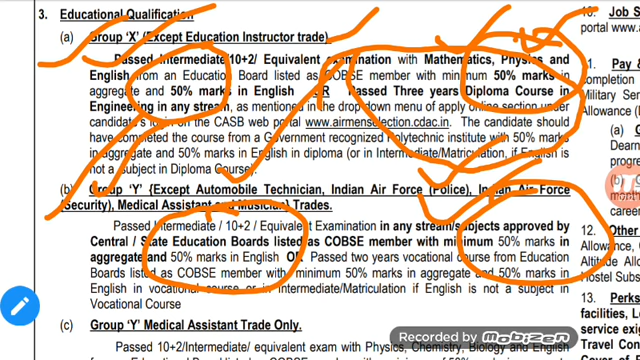 3. Educational Qualification
(a) Group 'X' (Except Education Instructor trade)
Passed Intermediate/10+2/ Equivalent examination with Mathematics, Physics and
English from an Education Board listed as COBSE member with minimum 50% marks in
aggregate and 50% marks in English OR Passed Three years Diploma Course in
Engineering in any stream, as mentioned in the drop down menu of apply online section under
candidate's login on the CASB web portal www.airmenselection.cdac.in. The candidate should
have completed the course from a Government recognized Polytechnic institute with 50% marks
in aggregate and 50% marks in English in diploma (or in Intermediate/Matriculation, if English is
not a subject in Diploma Course).
(b) Group 'Y' {Except Automobile Technician, Indian Air Force (Police), Indian Air Force
(Security), Medical Assistant and Musician} Trades.
Passed Intermediate / 10+2 / Equivalent Examination in any stream/subjects approved by
Central / State Education Boards listed as COBSE member with minimum 50% marks in
aggregate and 50% marks in English OR Passed two years vocational course from Education
Boards listed as COBSE member with minimum 50% marks in aggregate and 50% marks in
English in vocational course or in Intermediate/Matriculation if English is not a subject in
Vocational Course
(c) Group 'Y' Medical Assistant Trade Only.
Passed 10+2/Intermediate/ equivalent exam with Physics, Chemistry, Biology and English
10. Job S
portal www.a
11. Pay
completion
Military Servi
Allowance (
(a)
Dearn
progre
(b)
month
career
12. Other
Allowance,
Altitude Allo
Hostel Subs
13. Perks
facilities, L
service exi
Travel Con
Cover of
RECORDED WITH
Mobizen